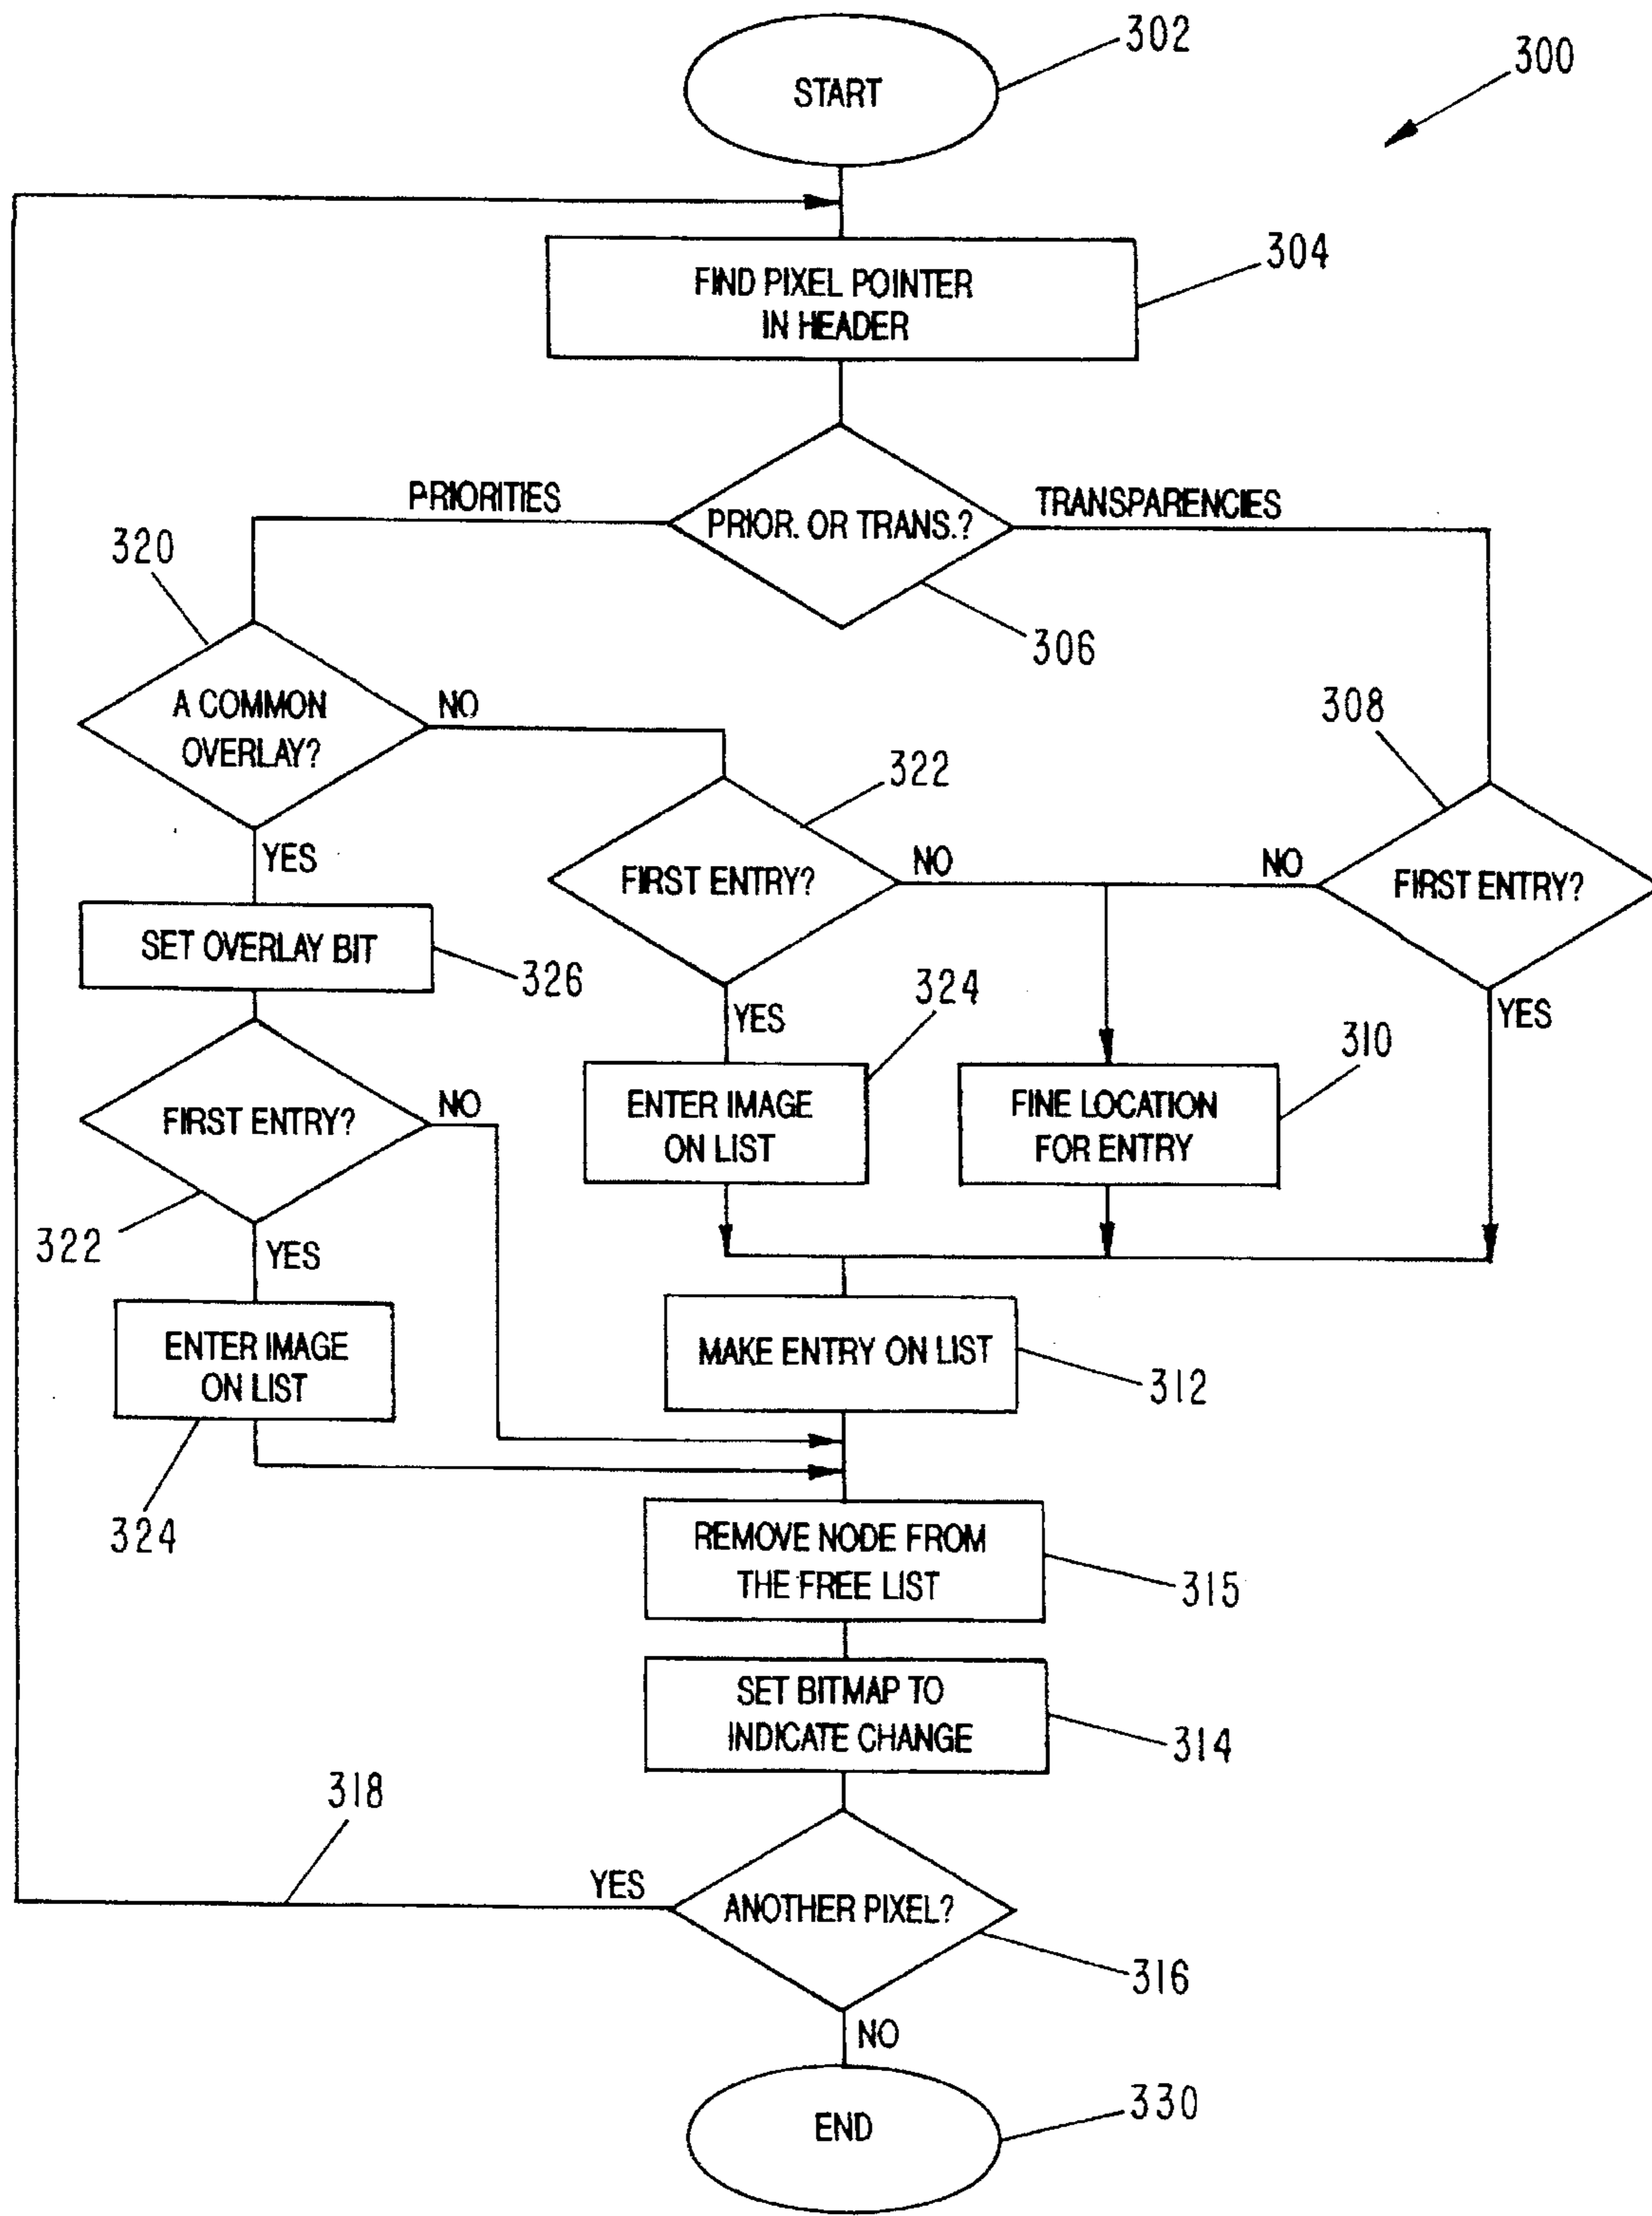 302
300
START
304
FIND PIXEL POINTER
IN HEADER
PRIORITIES
PRIOR. OR TRANS.?
TRANSPARENCIES
320
306
A COMMON
OVERLAY?
NO
308
322
YES
FIRST ENTRY?
NO
NO
FIRST ENTRY?
SET OVERLAY BIT
326
YES
324
YES
310
FIRST ENTRY?
NO
ENTER IMAGE
ON LIST
FINE LOCATION
FOR ENTRY
322
YES
ENTER IMAGE
ON LIST
MAKE ENTRY ON LIST
312
324
REMOVE NODE FROM
THE FREE LIST
315
SET BITMAP TO
INDICATE CHANGE
314
318
YES
ANOTHER PIXEL?
316
NO
END
330